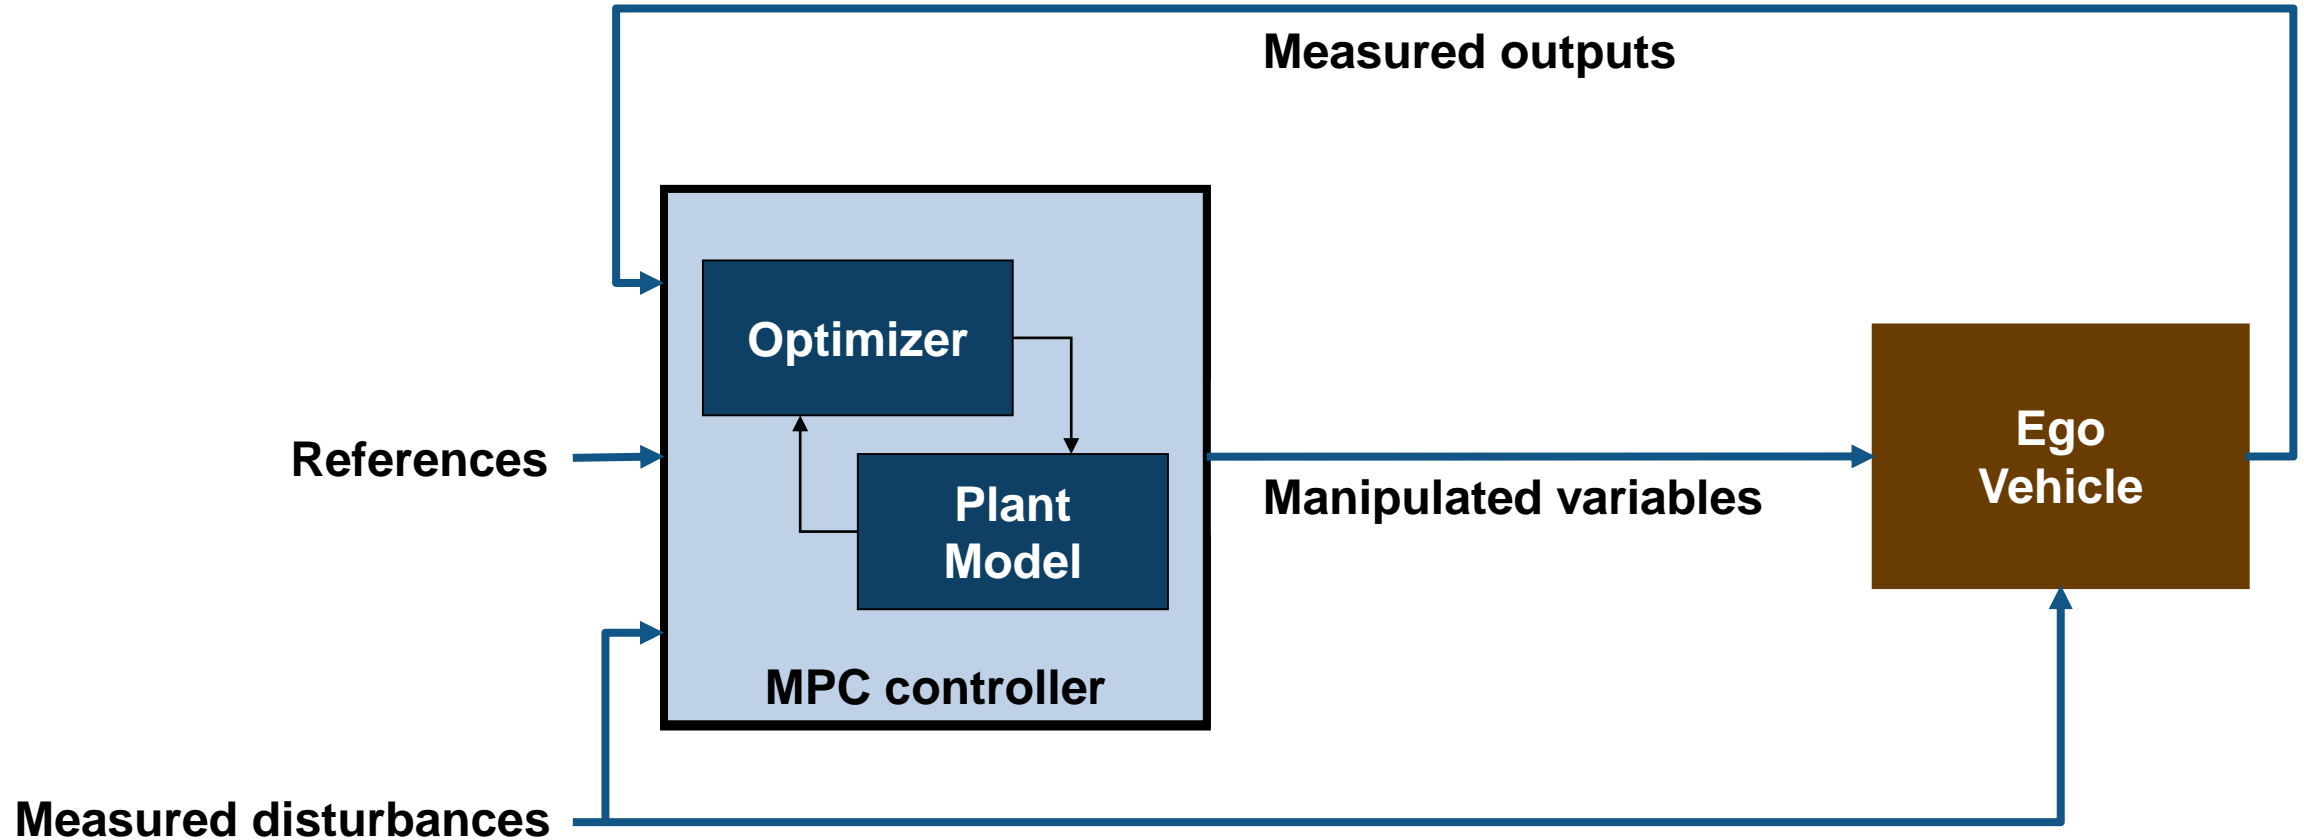 Measured outputs
Optimizer
References
Plant
Model
MPC controller
Manipulated variables
Ego
Vehicle
Measured disturbances